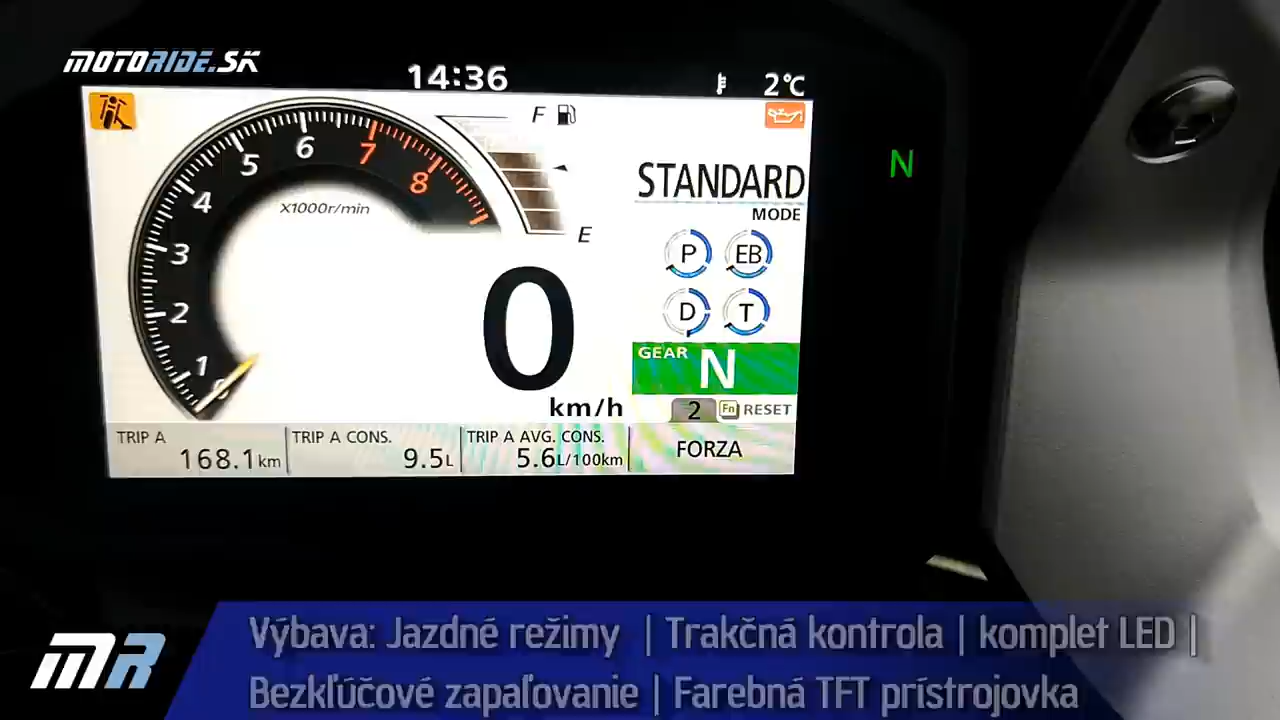 MOTORIDE.SK
14:36
2°C
F
E
8
7
6
5
4
3
2
1
0
X1000r/min
STANDARD
MODE
P
EB
D
T
N
GEAR N
0
km/h
2 Fn RESET
TRIP A
168.1km
TRIP A CONS.
9.5L
TRIP A AVG. CONS.
5.6L/100km
FORZA
MR
Výbava: Jazdné režimy | Trakčná kontrola | komplet LED |
Bezkľúčové zapaľovanie | Farebná TFT prístrojovka